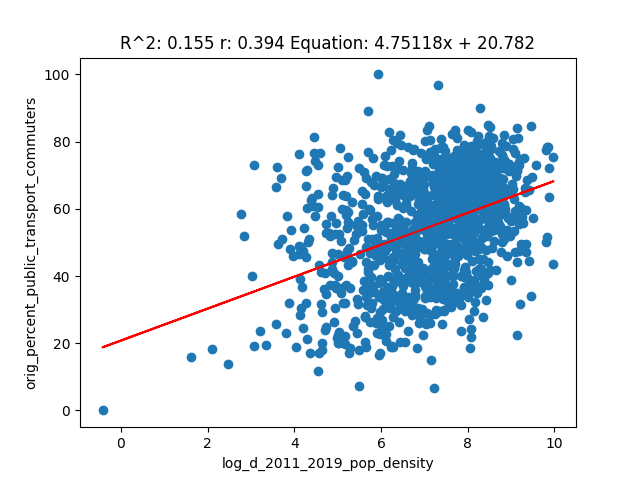 R^2: 0.155 r: 0.394 Equation: 4.75118x + 20.782
100
80
60
40
20
0
orig_percent_public_transport_commuters
0 2 4 6 8 10
log_d_2011_2019_pop_density